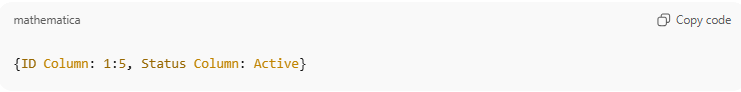 mathematica
Copy code
{ID Column: 1:5, Status Column: Active}